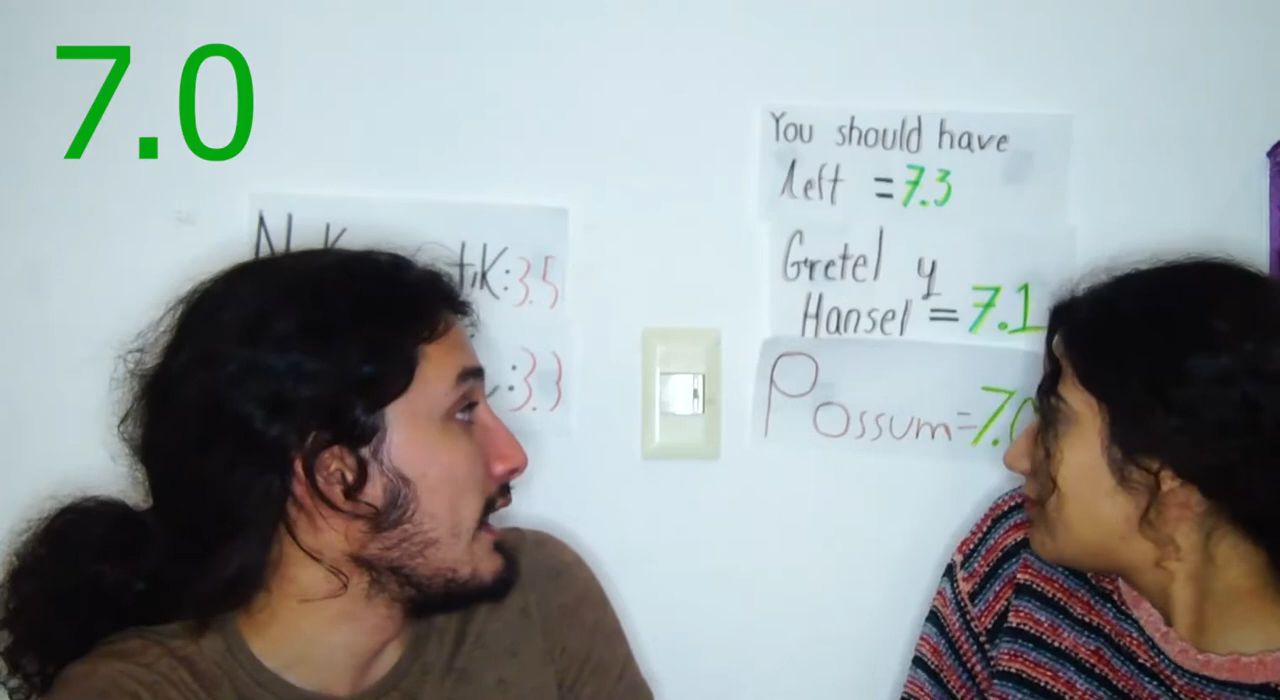 7.0
:3.5
:3.3
You should have
left = 7.3
Gretel y
Hansel = 7.1
Possum = 7.0